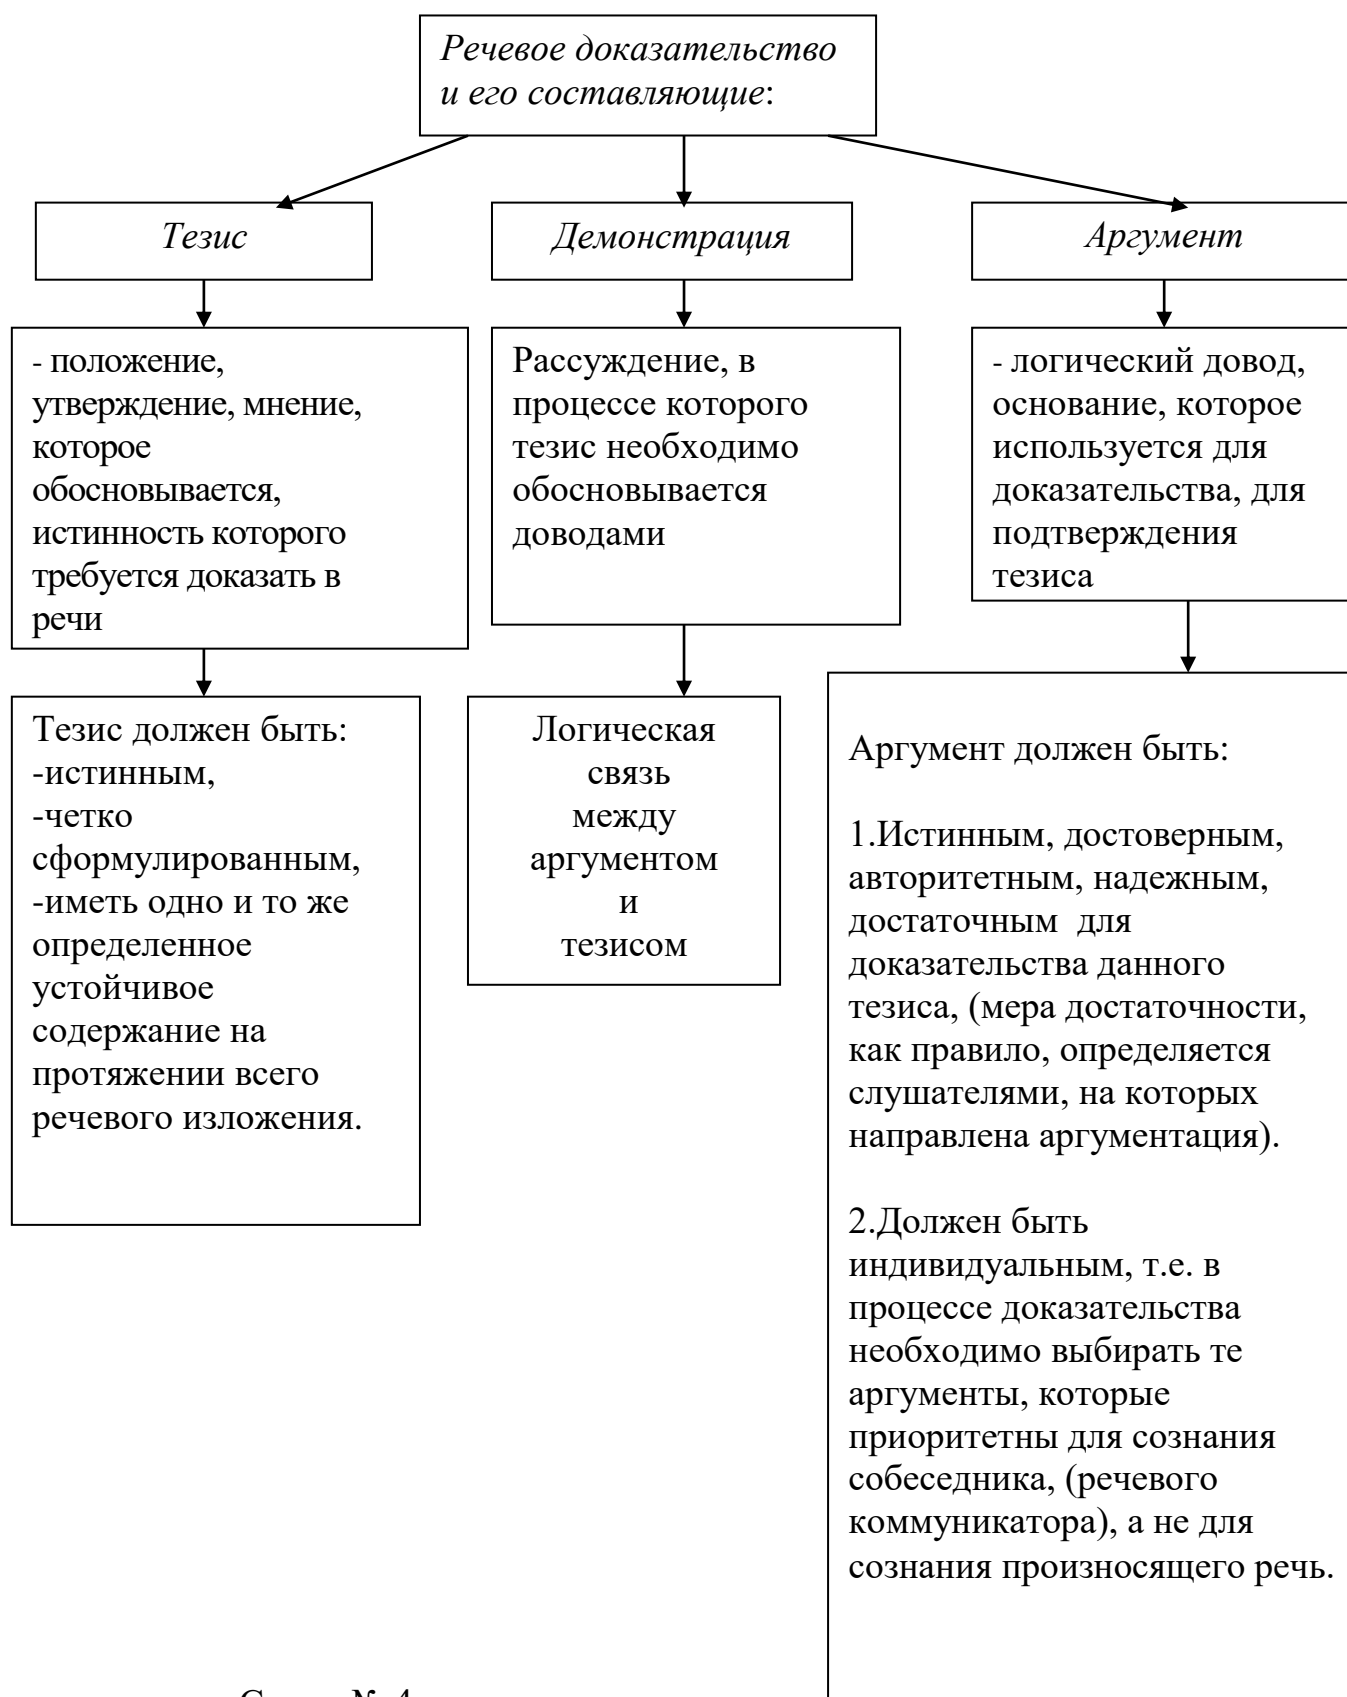 Речевое доказательство
и его составляющие:
Тезис
Демонстрация
Аргумент
- положение,
утверждение, мнение,
которое
обосновывается,
истинность которого
требуется доказать в
речи
Рассуждение, в
процессе которого
тезис необходимо
обосновывается
доводами
- логический довод,
основание, которое
используется для
доказательства, для
подтверждения
тезиса
Тезис должен быть:
-истинным,
-четко
сформулированным,
-иметь одно и то же
определенное
устойчивое
содержание на
протяжении всего
речевого изложения.
Логическая
связь
между
аргументом
и
тезисом
Аргумент должен быть:
1.Истинным, достоверным,
авторитетным, надежным,
достаточным для
доказательства данного
тезиса, (мера достаточности,
как правило, определяется
слушателями, на которых
направлена аргументация).
2.Должен быть
индивидуальным, т.е. в
процессе доказательства
необходимо выбирать те
аргументы, которые
приоритетны для сознания
собеседника, (речевого
коммуникатора), а не для
сознания произносящего речь.